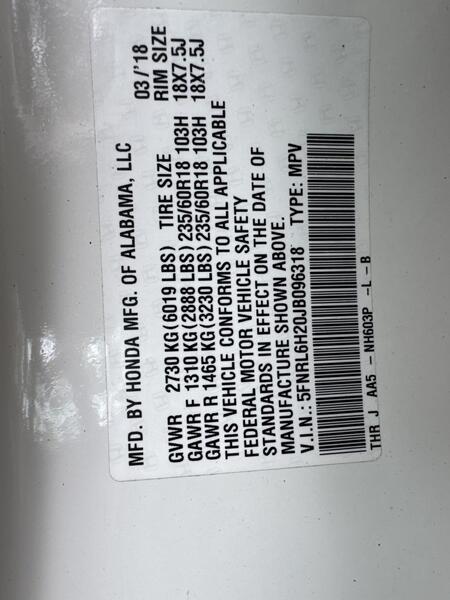 MFD. BY HONDA MFG. OF ALABAMA, LLC 03/'18
GVWR 2730 KG(6019 LBS) TIRE SIZE RIM SIZE
GAWR F 1310 KG(2888 LBS)235/60R18 103H 18X7.5J
GAWR R 1465 KG(3230 LBS)235/60R18 103H 18X7.5J
THIS VEHICLE CONFORMS TO ALL APPLICABLE
FEDERAL MOTOR VEHICLE SAFETY
STANDARDS IN EFFECT ON THE DATE OF
MANUFACTURE SHOWN ABOVE.
V.I.N.: 5FNRL6H20JB096318 TYPE: MPV
THR J AA5 - NH603P -L -B